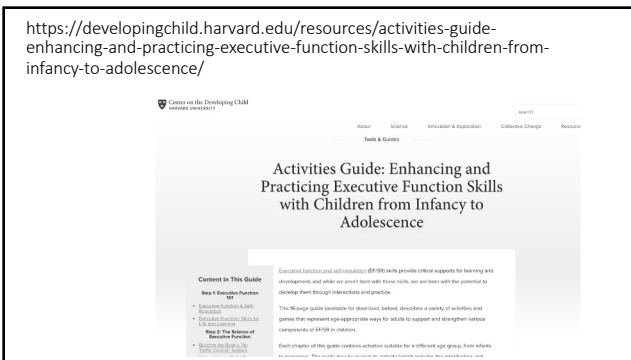 https://developingchild.harvard.edu/resources/activities-guide-
enhancing-and-practicing-executive-function-skills-with-children-from-
infancy-to-adolescence/
Center on the Developing Child
HARVARD UNIVERSITY
search
About Science Innovation & Application Collective Change Resourc
Tools & Guides
Activities Guide: Enhancing and
Practicing Executive Function Skills
with Children from Infancy to
Adolescence
Content in This Guide
Step 1: Executive Function
101
Executive Function & Self-
Regulation
Executive Function: Skills for
Life and Learning
Step 2: The Science of
Executive Function
Building the Brain's "Air
Traffic Control" System
Executive function and self-regulation (EF/SR) skills provide critical supports for learning and
development, and while we aren't born with these skills, we are born with the potential to
develop them through interactions and practice.
This 16-page guide (available for download, below), describes a variety of activities and
games that represent age-appropriate ways for adults to support and strengthen various
components of EF/SR in children.
Each chapter of this guide contains activities suitable for a different age group, from infants